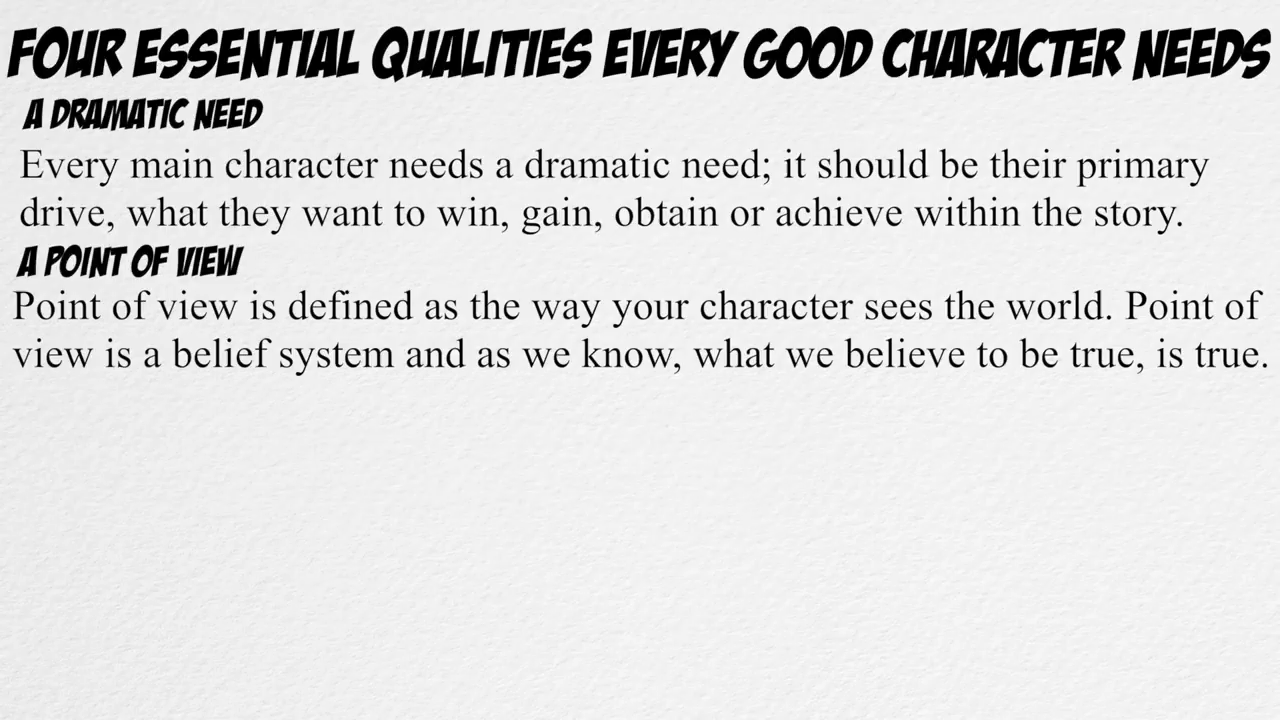 FOUR ESSENTIAL QUALITIES EVERY GOOD CHARACTER NEEDS
A DRAMATIC NEED
Every main character needs a dramatic need; it should be their primary
drive, what they want to win, gain, obtain or achieve within the story.
A POINT OF VIEW
Point of view is defined as the way your character sees the world. Point of
view is a belief system and as we know, what we believe to be true, is true.